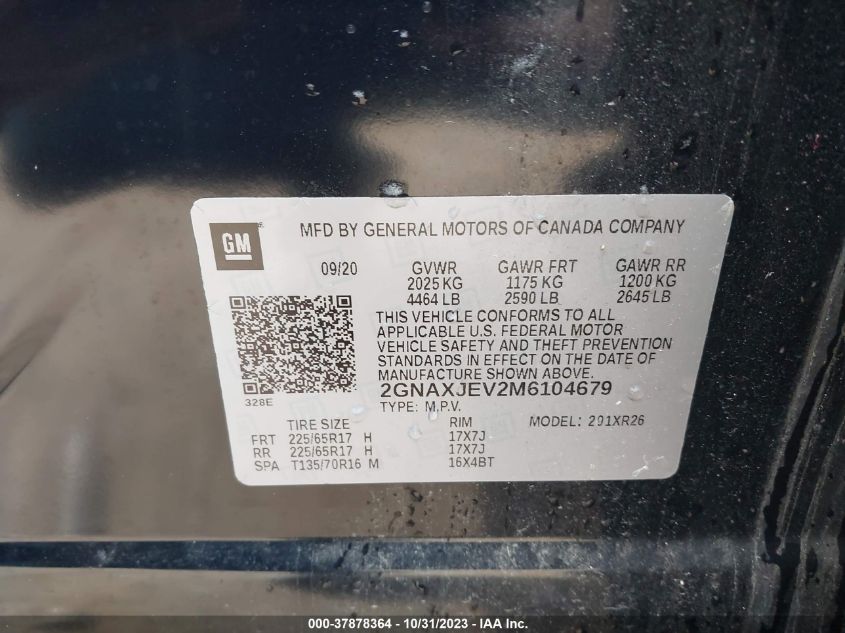 GM
MFD BY GENERAL MOTORS OF CANADA COMPANY
09/20 GVWR GAWR FRT GAWR RR
2025 KG 1175 KG 1200 KG
4464 LB 2590 LB 2645 LB
THIS VEHICLE CONFORMS TO ALL
APPLICABLE U.S. FEDERAL MOTOR
VEHICLE SAFETY AND THEFT PREVENTION
STANDARDS IN EFFECT ON THE DATE OF
MANUFACTURE SHOWN ABOVE.
328E
2GNAXJEV2M6104679
TYPE: M.P.V.
TIRE SIZE RIM MODEL: 291XR26
FRT 225/65R17 H 17X7J
RR 225/65R17 H 17X7J
SPA T135/70R16 M 16X4BT
000-37878364 - 10/31/2023 - IAA Inc.